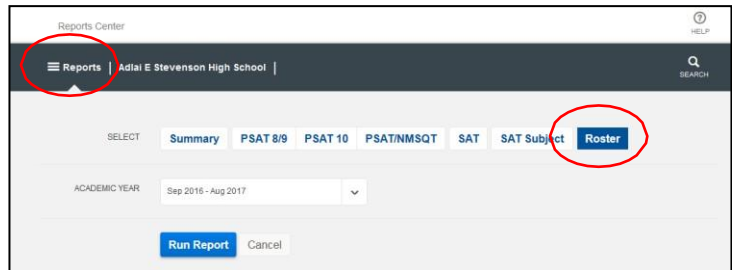 Reports Center
HELP
Reports | Adlai E Stevenson High School |
SEARCH
SELECT Summary PSAT 8/9 PSAT 10 PSAT/NMSQT SAT SAT Subject Roster
ACADEMIC YEAR Sep 2016 - Aug 2017
Run Report Cancel